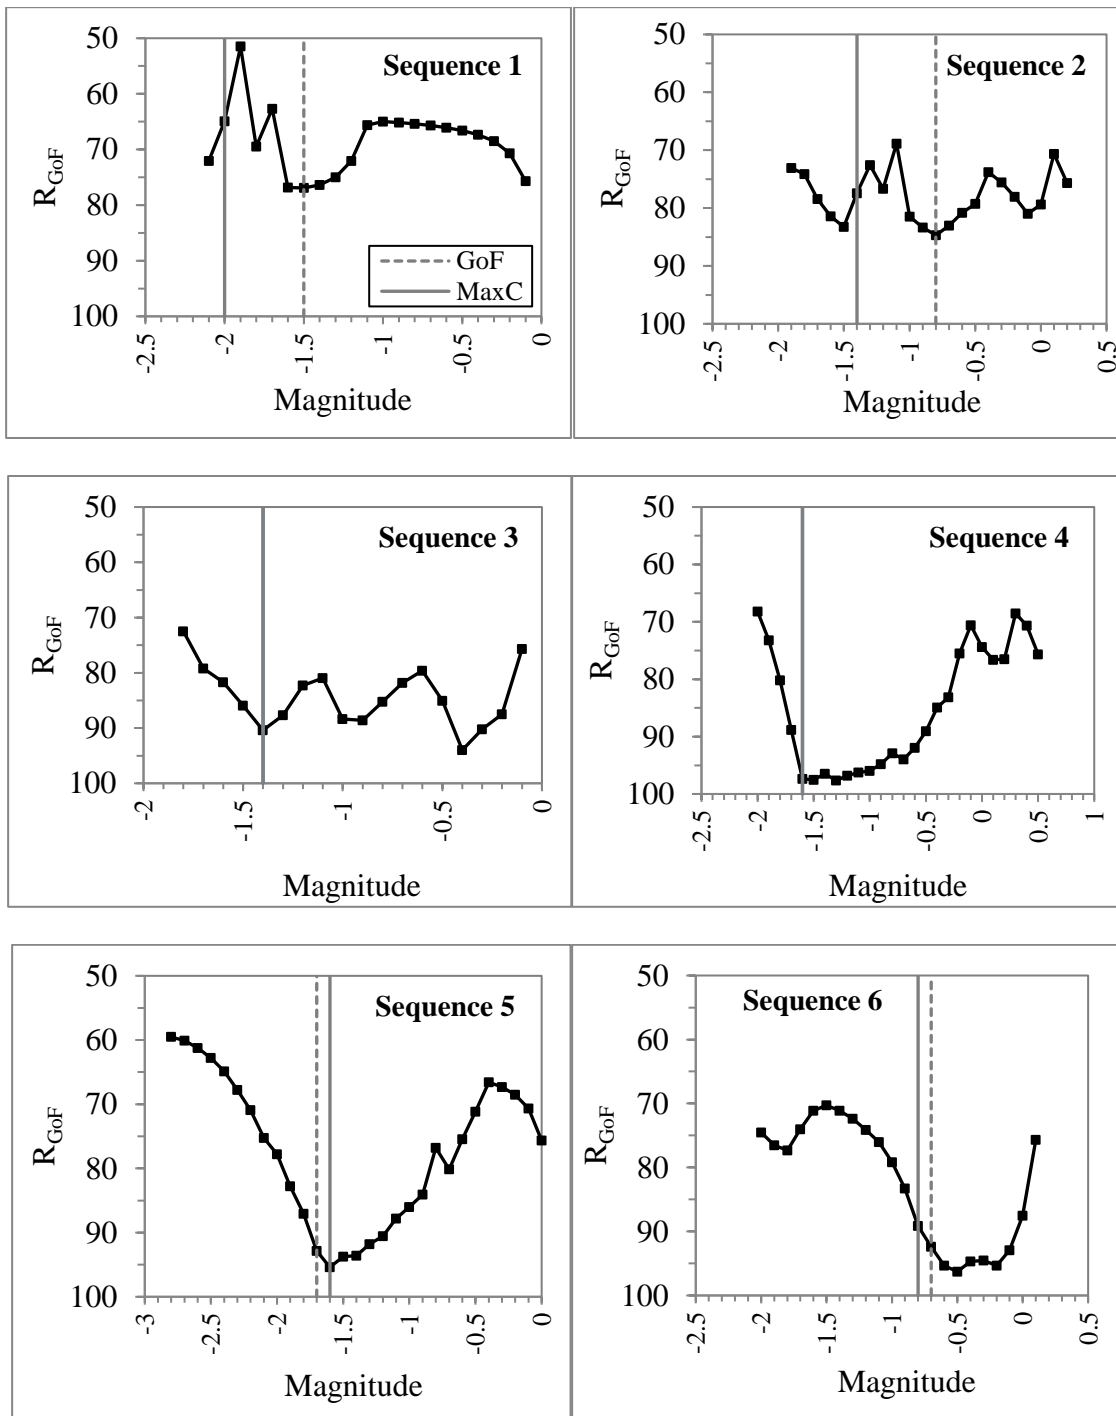 50
60
70
80
90
100
R_GoF
Sequence 1
GoF
MaxC
-2.5 -2 -1.5 -1 -0.5 0
Magnitude
50
60
70
80
90
100
R_GoF
Sequence 2
-2.5 -2 -1.5 -1 -0.5 0 0.5
Magnitude
50
60
70
80
90
100
R_GoF
Sequence 3
-2 -1.5 -1 -0.5 0
Magnitude
50
60
70
80
90
100
R_GoF
Sequence 4
-2.5 -2 -1.5 -1 -0.5 0 0.5 1
Magnitude
50
60
70
80
90
100
R_GoF
Sequence 5
-3 -2.5 -2 -1.5 -1 -0.5 0
Magnitude
50
60
70
80
90
100
R_GoF
Sequence 6
-2.5 -2 -1.5 -1 -0.5 0 0.5
Magnitude